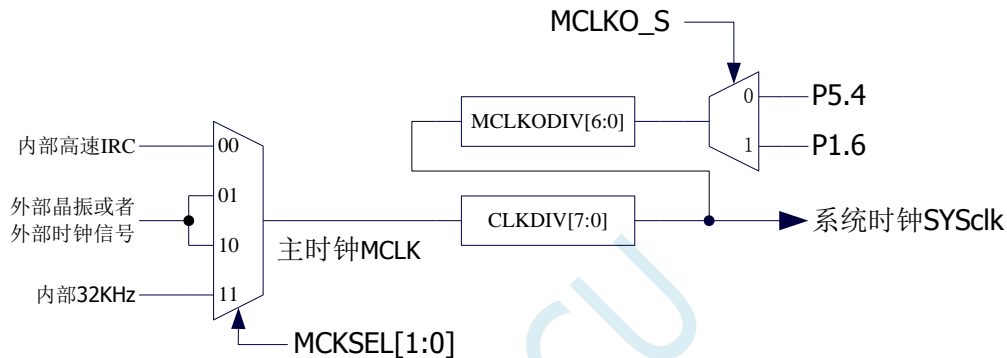 MCLKO_S
0
P5.4
MCLKODIV[6:0]
1
P1.6
内部高速IRC
00
01
外部晶振或者
外部时钟信号
10
CLKDIV[7:0]
系统时钟SYSclk
主时钟MCLK
内部32KHz
11
MCKSEL[1:0]
CU